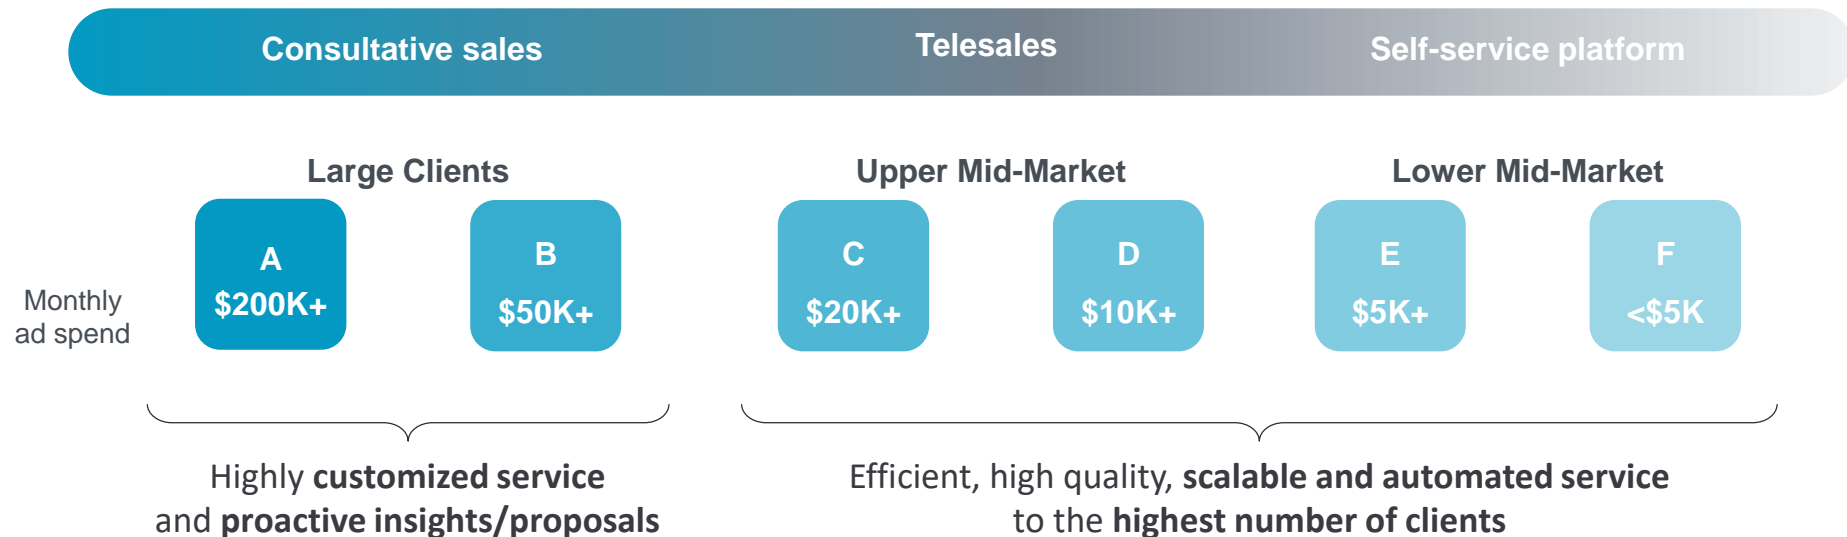 Consultative sales
Telesales
Self-service platform
Large Clients
Upper Mid-Market
Lower Mid-Market
Monthly
ad spend
A
$200K+
B
$50K+
C
$20K+
D
$10K+
E
$5K+
F
<$5K
Highly customized service
and proactive insights/proposals
Efficient, high quality, scalable and automated service
to the highest number of clients